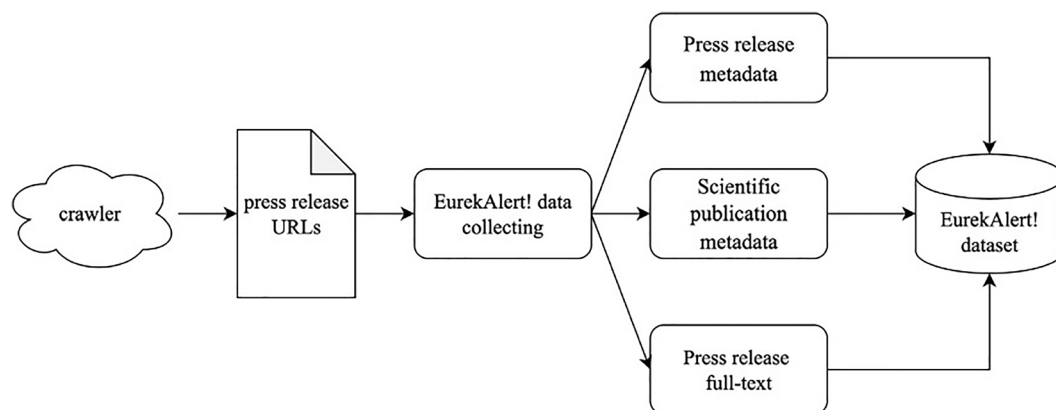 crawler
press release
URLs
EurekAlert! data
collecting
Press release
metadata
Scientific
publication
metadata
Press release
full-text
EurekAlert!
dataset